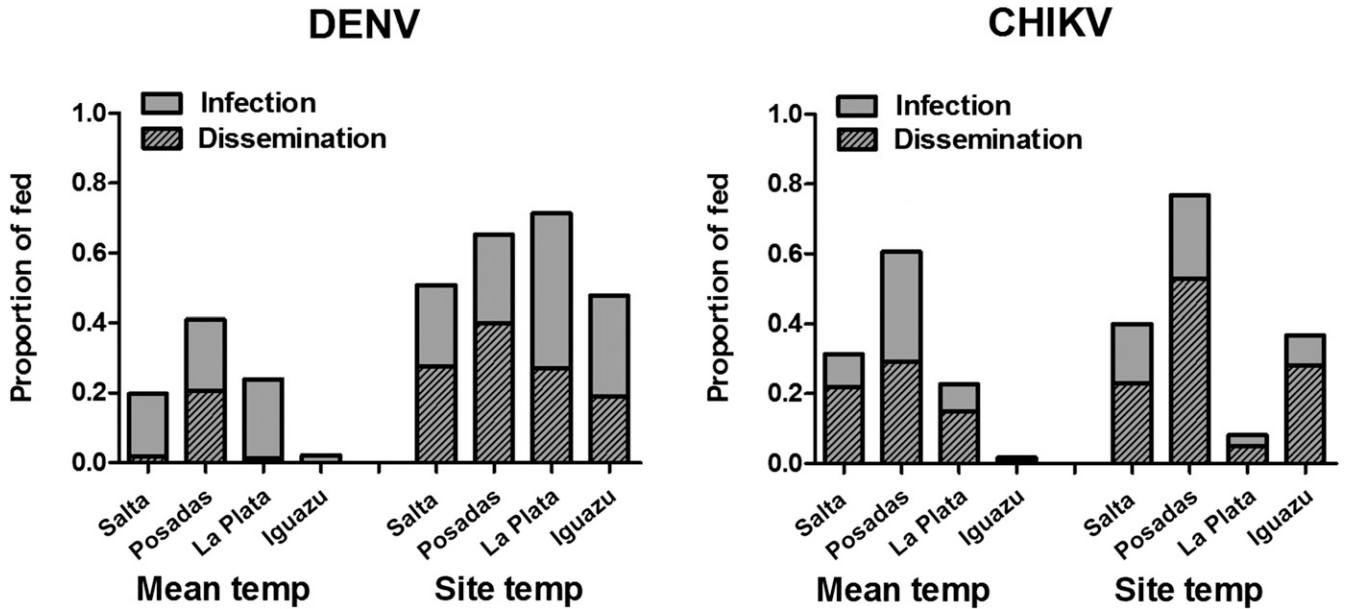 DENV
Infection
Dissemination
Proportion of fed
1.0
0.8
0.6
0.4
0.2
0.0
Salta
Posadas
La Plata
Iguazu
Salta
Posadas
La Plata
Iguazu
Mean temp
Site temp
CHIKV
Infection
Dissemination
Proportion of fed
1.0
0.8
0.6
0.4
0.2
0.0
Salta
Posadas
La Plata
Iguazu
Salta
Posadas
La Plata
Iguazu
Mean temp
Site temp